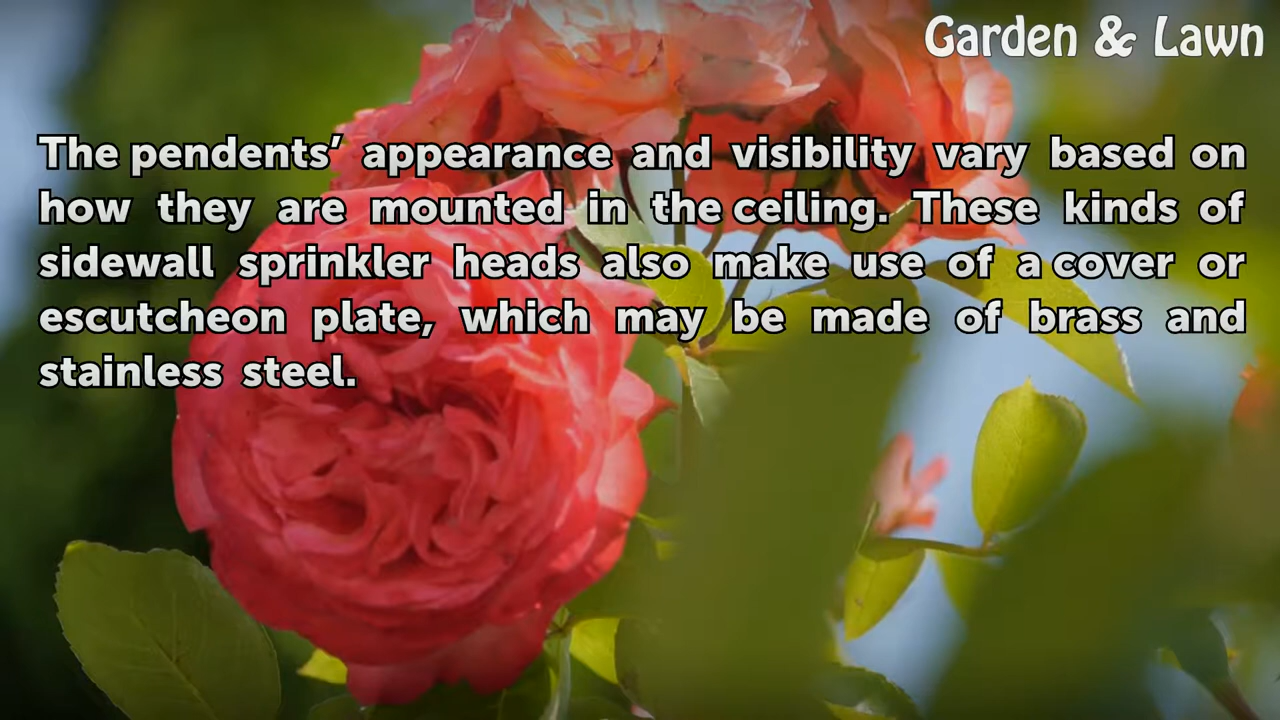 Garden & Lawn
The pendents’ appearance and visibility vary based on
how they are mounted in the ceiling. These kinds of
sidewall sprinkler heads also make use of a cover or
escutcheon plate, which may be made of brass and
stainless steel.